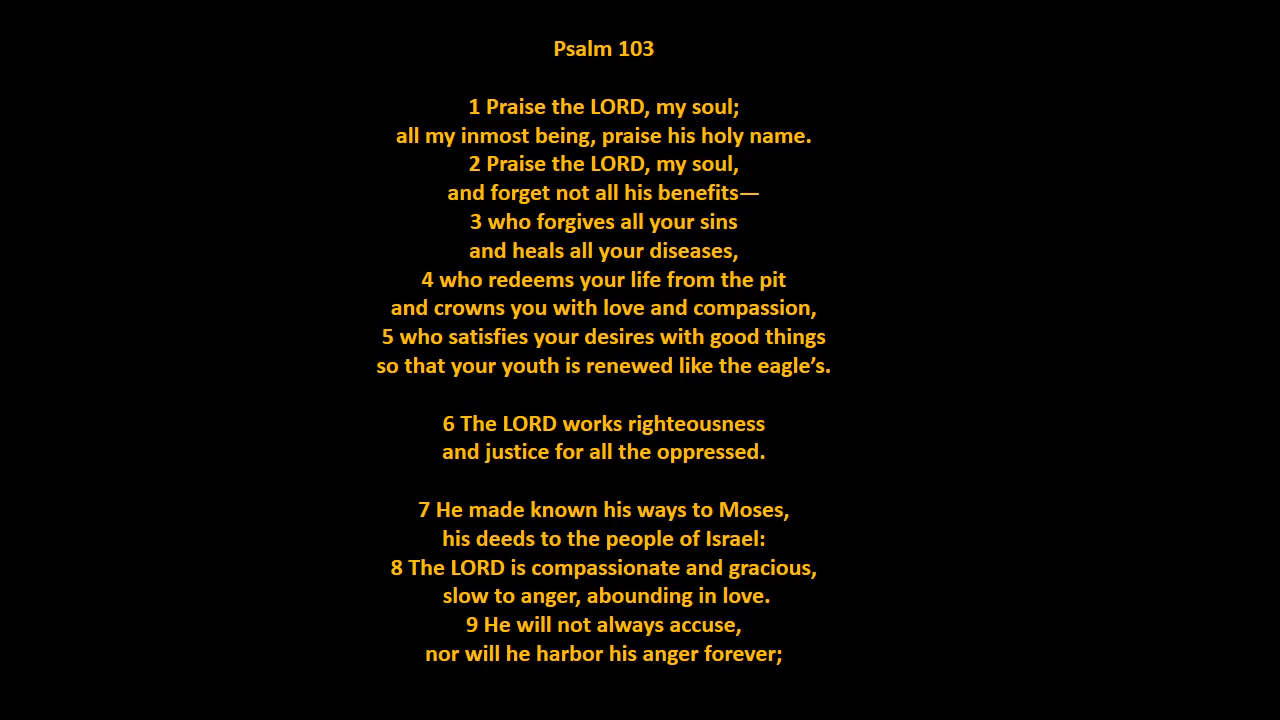 Psalm 103
1 Praise the LORD, my soul;
all my inmost being, praise his holy name.
2 Praise the LORD, my soul,
and forget not all his benefits—
3 who forgives all your sins
and heals all your diseases,
4 who redeems your life from the pit
and crowns you with love and compassion,
5 who satisfies your desires with good things
so that your youth is renewed like the eagle’s.
6 The LORD works righteousness
and justice for all the oppressed.
7 He made known his ways to Moses,
his deeds to the people of Israel:
8 The LORD is compassionate and gracious,
slow to anger, abounding in love.
9 He will not always accuse,
nor will he harbor his anger forever;